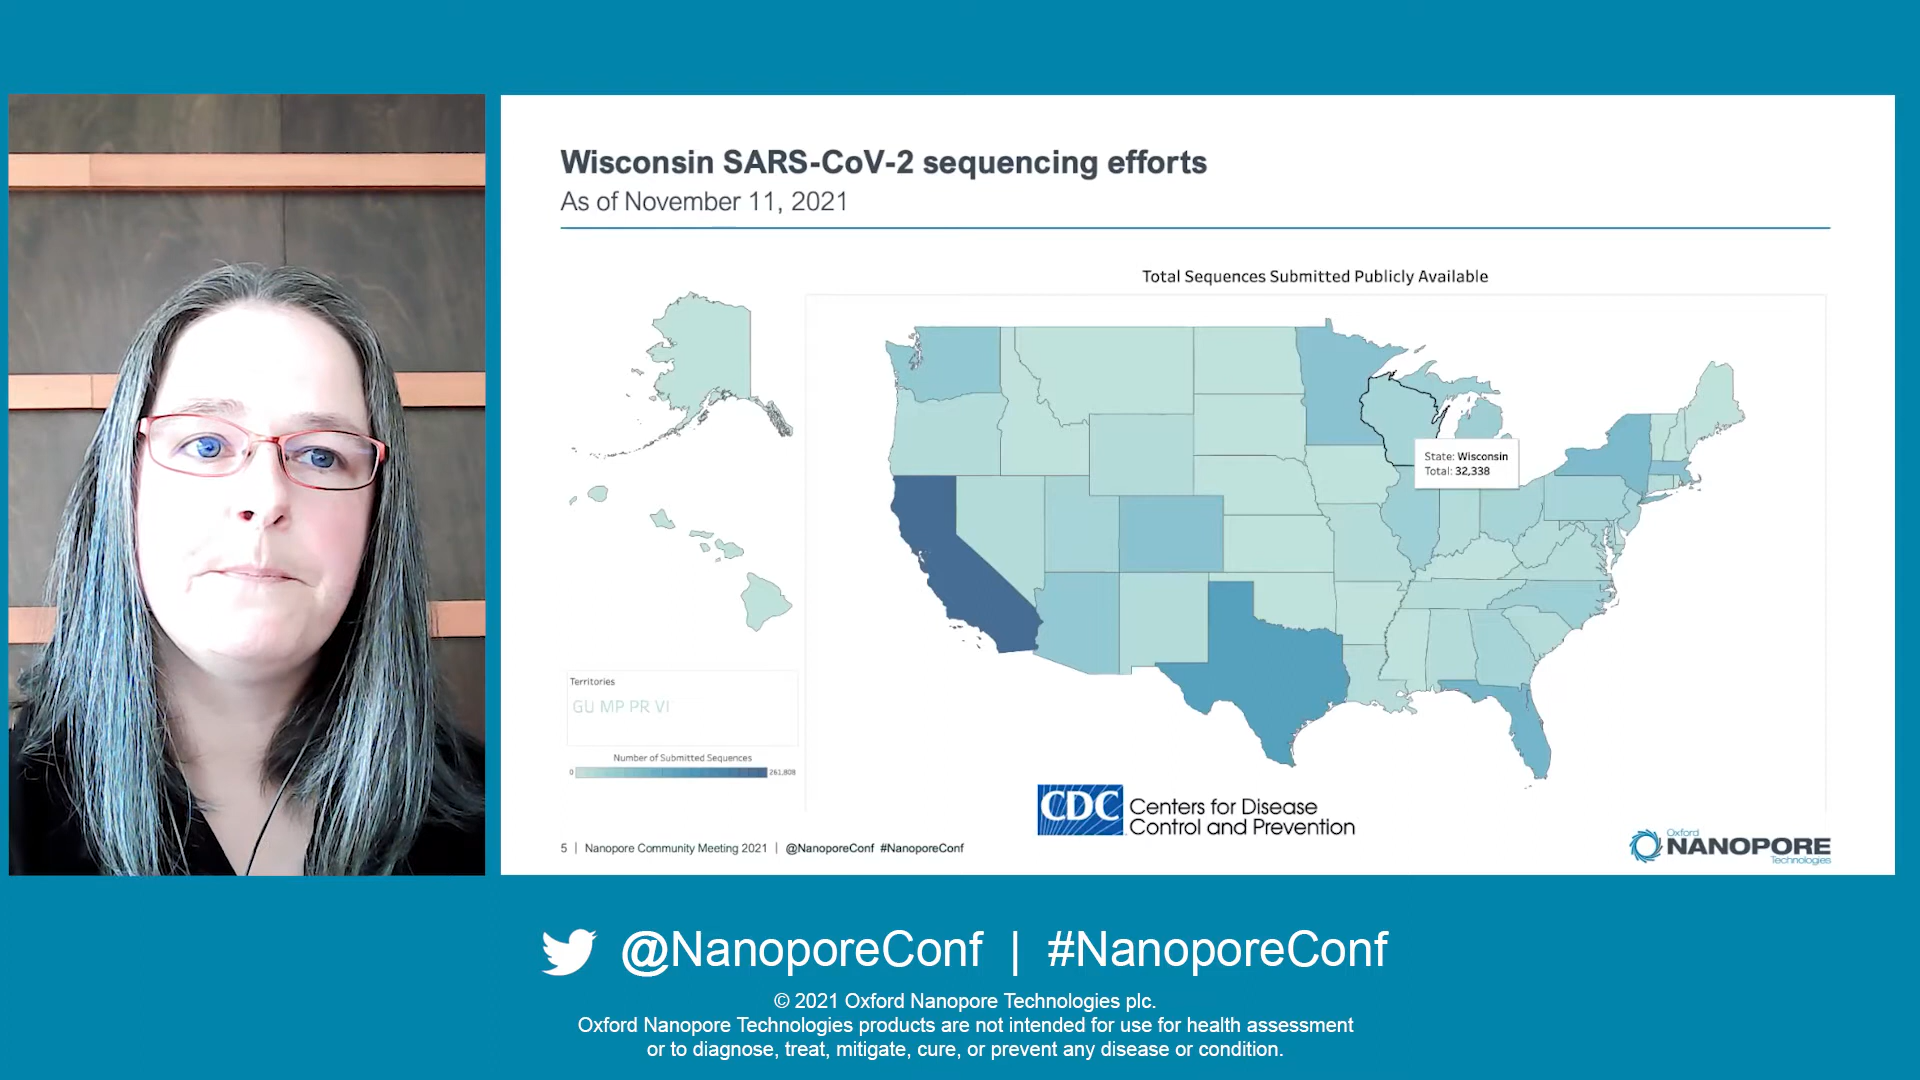 Wisconsin SARS-CoV-2 sequencing efforts
As of November 11, 2021
Total Sequences Submitted Publicly Available
State: Wisconsin
Total: 32,338
Territories
GU MP PR VI
Number of Submitted Sequences
0
261,808
CDC
Centers for Disease
Control and Prevention
5 | Nanopore Community Meeting 2021 | @NanoporeConf #NanoporeConf
Oxford
NANOPORE
Technologies
@NanoporeConf | #NanoporeConf
© 2021 Oxford Nanopore Technologies plc.
Oxford Nanopore Technologies products are not intended for use for health assessment
or to diagnose, treat, mitigate, cure, or prevent any disease or condition.